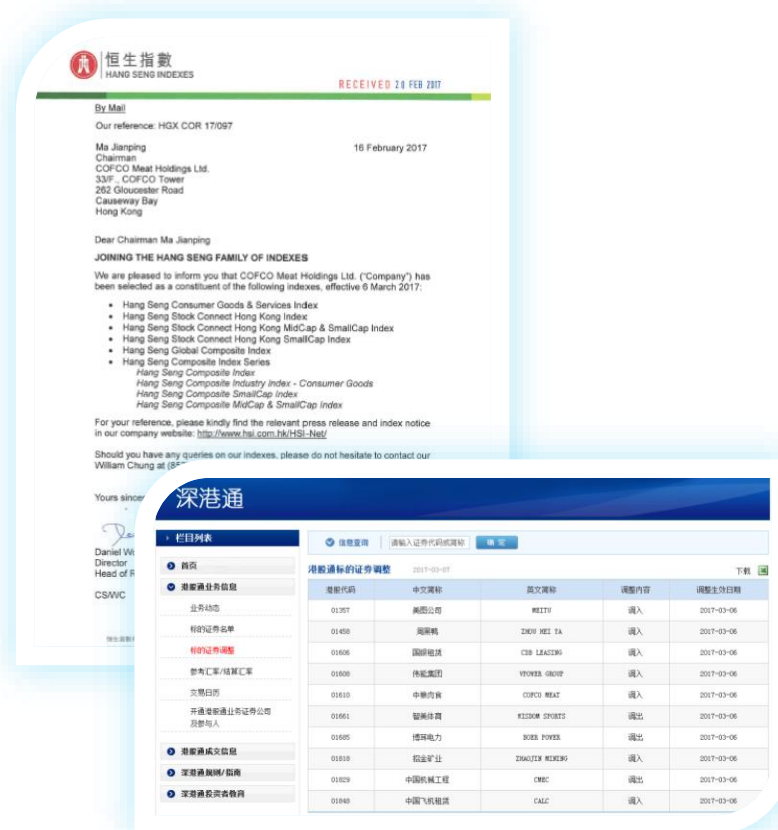 恒生指數
HANG SENG INDEXES
RECEIVED 20 FEB 2017
By Mail
Our reference: HGX COR 17/097
Ma Jianping 16 February 2017
Chairman
COFCO Meat Holdings Ltd.
33/F., COFCO Tower
262 Gloucester Road
Causeway Bay
Hong Kong
Dear Chairman Ma Jianping
JOINING THE HANG SENG FAMILY OF INDEXES
We are pleased to inform you that COFCO Meat Holdings Ltd. ("Company") has
been selected as a constituent of the following indexes, effective 6 March 2017:
• Hang Seng Consumer Goods & Services Index
• Hang Seng Stock Connect Hong Kong Index
• Hang Seng Stock Connect Hong Kong MidCap & SmallCap Index
• Hang Seng Stock Connect Hong Kong SmallCap Index
• Hang Seng Global Composite Index
• Hang Seng Composite Index Series
Hang Seng Composite Index
Hang Seng Composite Industry Index - Consumer Goods
Hang Seng Composite SmallCap Index
Hang Seng Composite MidCap & SmallCap Index
For your reference, please kindly find the relevant press release and index notice
in our company website: http://www.hsi.com.hk/HSI-Net/
Should you have any queries on our indexes, please do not hesitate to contact our
William Chung at (85
Yours since
Daniel Wo
Director
Head of R
CS/WC
深港通
栏目列表
首页
港股通业务信息
业务动态
标的证券名单
标的证券调整
参考汇率/结算汇率
交易日历
开通港股通业务证券公司
及参与人
港股通成交信息
深港通规则/指南
深港通投资者教育
信息查询 请输入证券代码或简称 确 定
港股通标的证券调整 2017-03-07 下载
港股代码 中文简称 英文简称 调整内容 调整生效日期
01357 美图公司 MEITU 调入 2017-03-06
01458 周黑鸭 ZHOU HEI YA 调入 2017-03-06
01606 国银租赁 CDB LEASING 调入 2017-03-06
01608 伟能集团 VPOWER GROUP 调入 2017-03-06
01610 中粮肉食 COFCO MEAT 调入 2017-03-06
01661 智美体育 WISDOM SPORTS 调出 2017-03-06
01685 博耳电力 BOER POWER 调出 2017-03-06
01818 招金矿业 ZHAOJIN MINING 调入 2017-03-06
01829 中国机械工程 CMEC 调出 2017-03-06
01848 中国飞机租赁 CALC 调入 2017-03-06